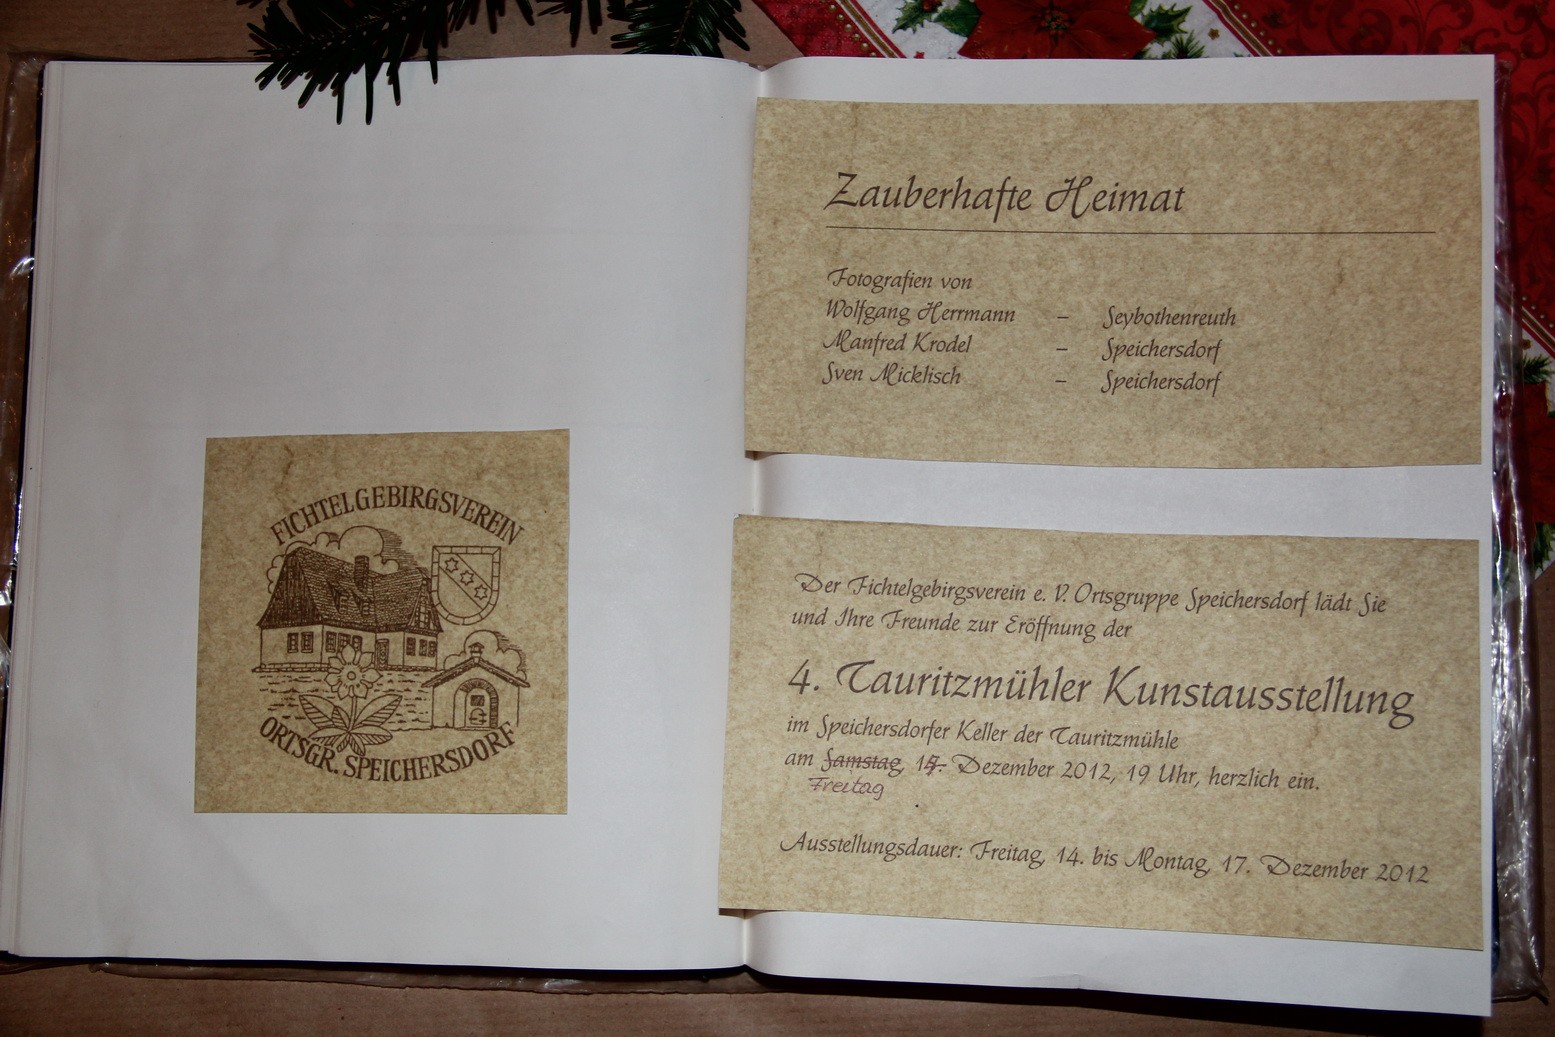 FICHTELGEBIRGSVEREIN
ORTSGR. SPEICHERSDORF
Zauberhafte Heimat
Fotografien von
Wolfgang Herrmann – Seybothenreuth
Manfred Krodel – Speichersdorf
Sven Micklisch – Speichersdorf
Der Fichtelgebirgsverein e. V. Ortsgruppe Speichersdorf lädt Sie
und Ihre Freunde zur Eröffnung der
4. Tauritzmühler Kunstausstellung
im Speichersdorfer Keller der Tauritzmühle
am Samstag, 14. Dezember 2012, 19 Uhr, herzlich ein.
Freitag
Ausstellungsdauer: Freitag, 14. bis Montag, 17. Dezember 2012